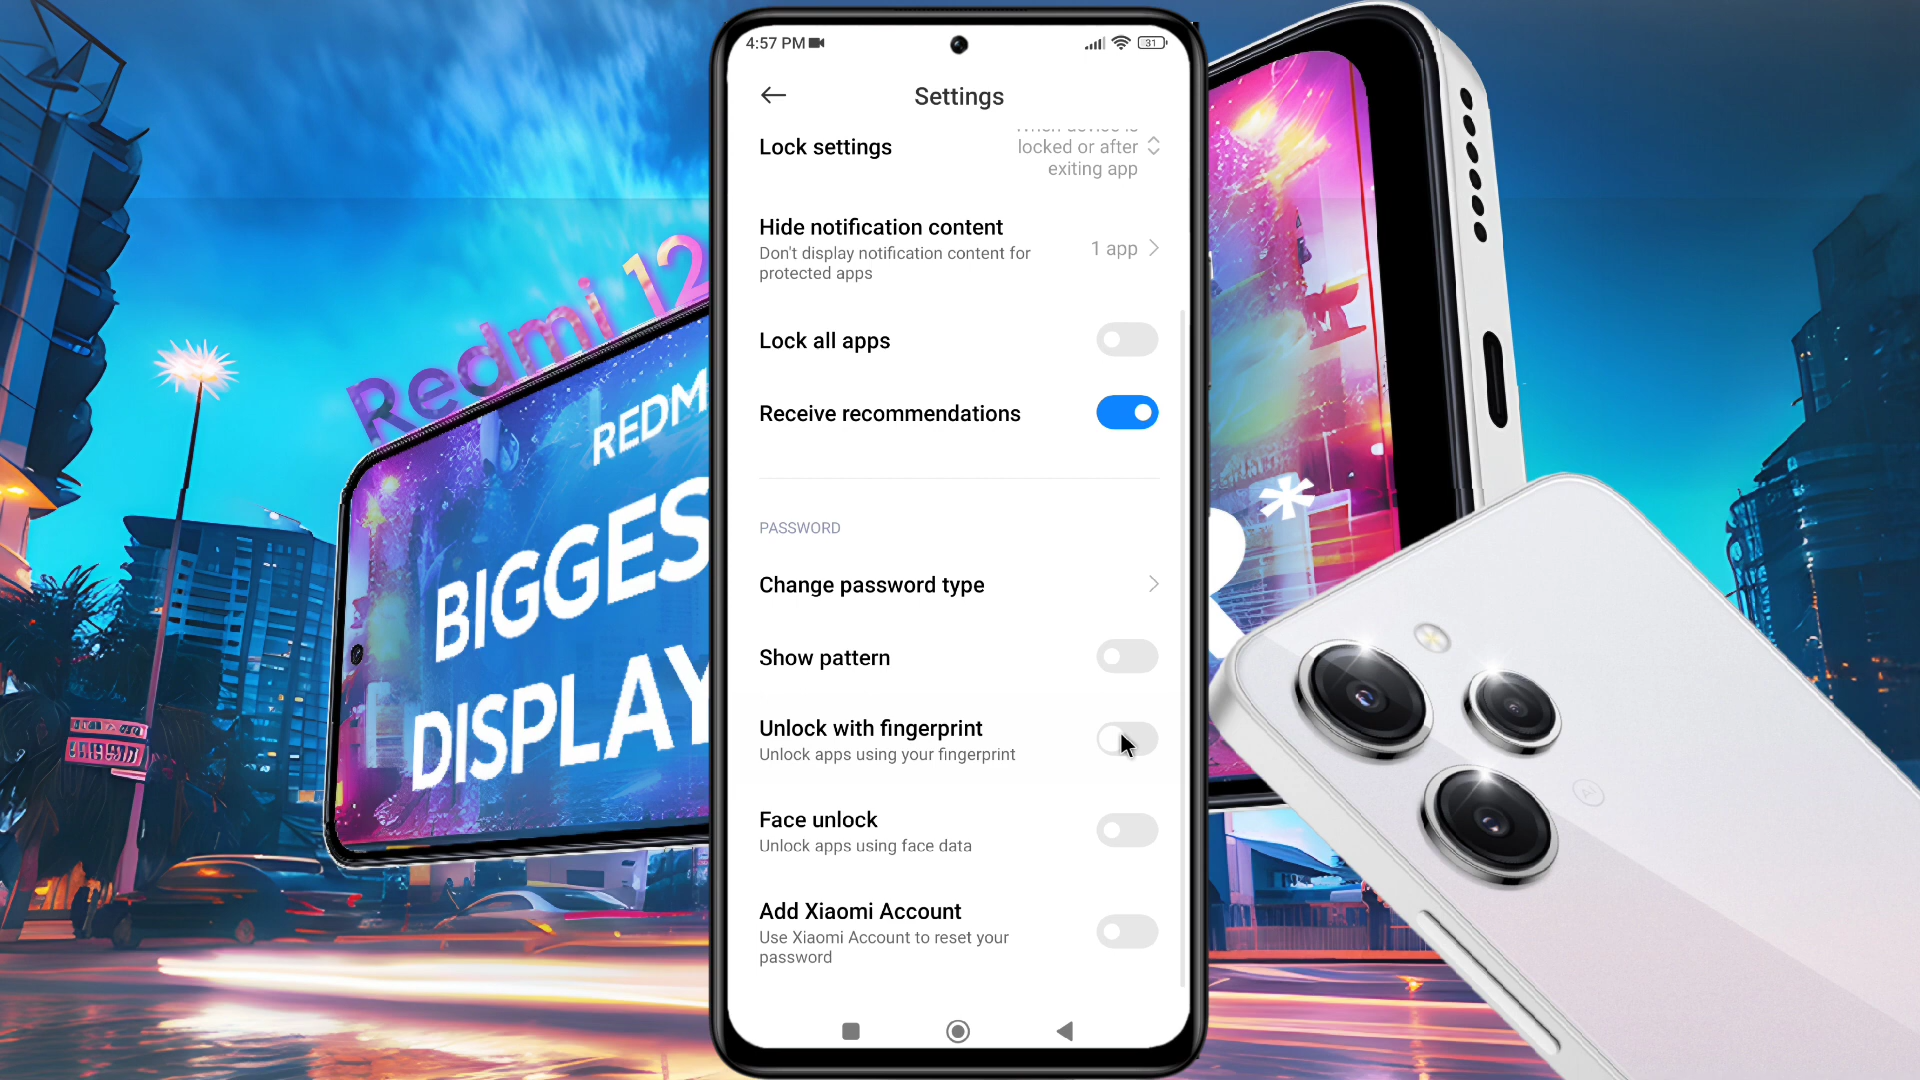 4:57 PM
31
Settings
Lock settings
locked or after
exiting app
Hide notification content
Don't display notification content for
protected apps
1 app
Lock all apps
Receive recommendations
PASSWORD
Change password type
Show pattern
Unlock with fingerprint
Unlock apps using your fingerprint
Face unlock
Unlock apps using face data
Add Xiaomi Account
Use Xiaomi Account to reset your
password
Redmi 12
REDM
BIGGES
DISPLAY
R*
AI